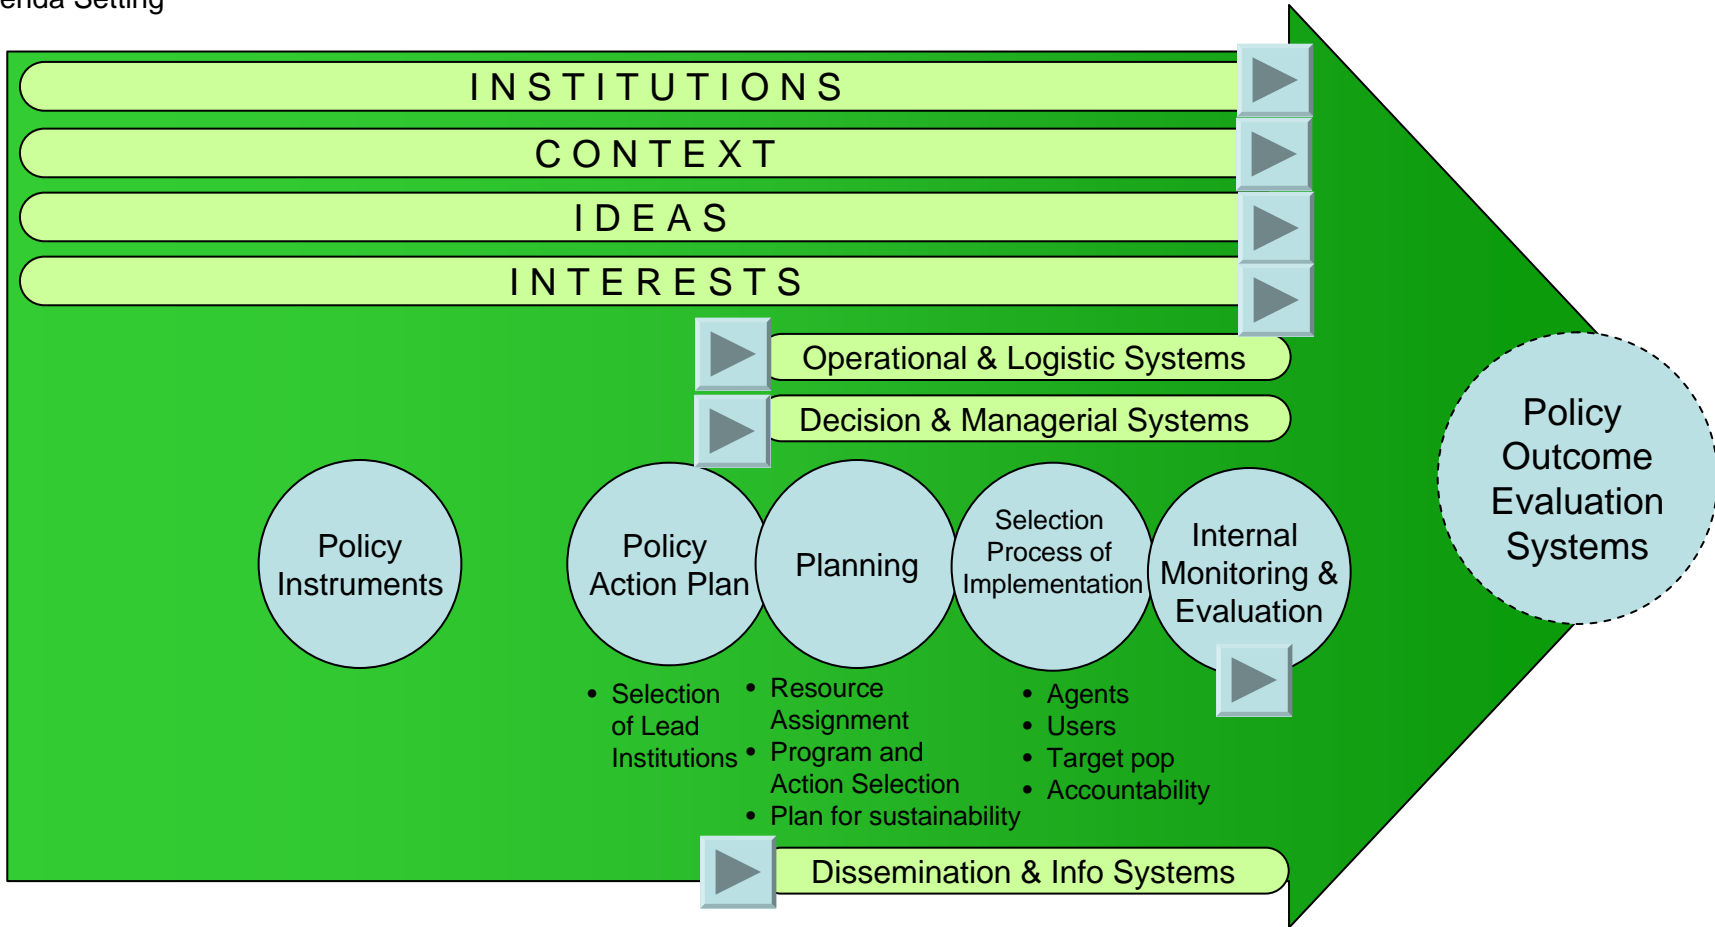 enda Setting
INSTITUTIONS
CONTEXT
IDEAS
INTERESTS
Operational & Logistic Systems
Decision & Managerial Systems
Policy
Instruments
Policy
Action Plan
Planning
Selection
Process of
Implementation
Internal
Monitoring &
Evaluation
Policy
Outcome
Evaluation
Systems
• Selection
of Lead
Institutions
• Resource
Assignment
• Program and
Action Selection
• Plan for sustainability
• Agents
• Users
• Target pop
• Accountability
Dissemination & Info Systems